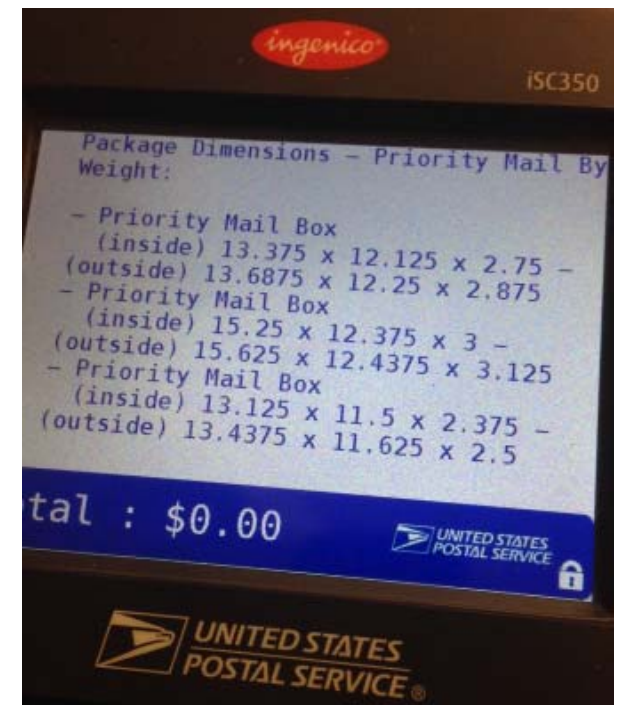 ingenico®
iSC350
Package Dimensions – Priority Mail By
Weight:
– Priority Mail Box
(inside) 13.375 x 12.125 x 2.75 –
(outside) 13.6875 x 12.25 x 2.875
– Priority Mail Box
(inside) 15.25 x 12.375 x 3 –
(outside) 15.625 x 12.4375 x 3.125
– Priority Mail Box
(inside) 13.125 x 11.5 x 2.375 –
(outside) 13.4375 x 11.625 x 2.5
tal : $0.00
UNITED STATES
POSTAL SERVICE
UNITED STATES
POSTAL SERVICE®